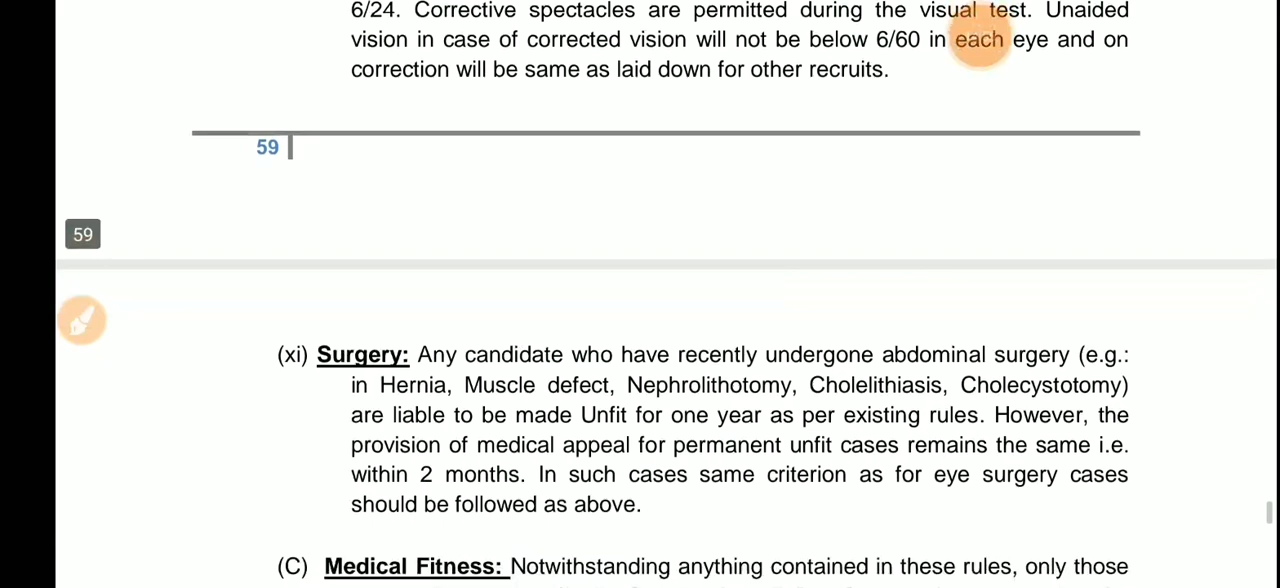 6/24. Corrective spectacles are permitted during the visual test. Unaided
vision in case of corrected vision will not be below 6/60 in each eye and on
correction will be same as laid down for other recruits.
59
59
(xi) Surgery: Any candidate who have recently undergone abdominal surgery (e.g.:
in Hernia, Muscle defect, Nephrolithotomy, Cholelithiasis, Cholecystotomy)
are liable to be made Unfit for one year as per existing rules. However, the
provision of medical appeal for permanent unfit cases remains the same i.e.
within 2 months. In such cases same criterion as for eye surgery cases
should be followed as above.
(C) Medical Fitness: Notwithstanding anything contained in these rules, only those